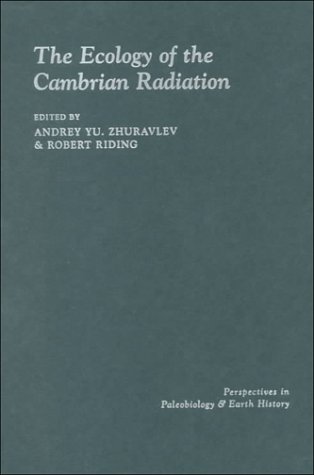 The Ecology of the
Cambrian Radiation
EDITED BY
ANDREY YU. ZHURAVLEV
& ROBERT RIDING
Perspectives in
Paleobiology & Earth History